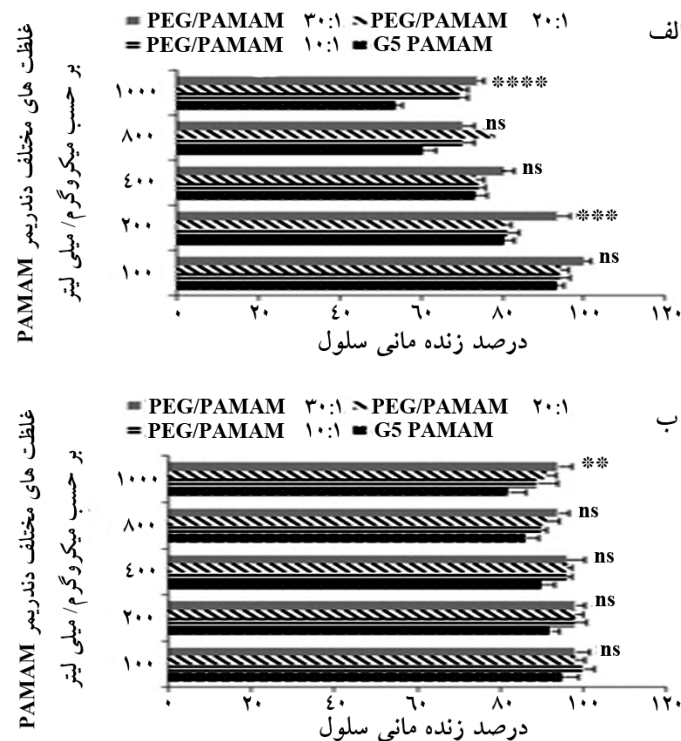 الف
PEG/PAMAM ۳۰:۱ PEG/PAMAM ۲۰:۱
PEG/PAMAM ۱۰:۱ G5 PAMAM
غلظت های مختلف دندریمر PAMAM
بر حسب میکروگرم/ میلی لیتر
۱۰۰۰ ****
۸۰۰ ns
۴۰۰ ns
۲۰۰ ***
۱۰۰ ns
۰ ۲۰ ۴۰ ۶۰ ۸۰ ۱۰۰ ۱۲۰
درصد زنده مانی سلول
ب
PEG/PAMAM ۳۰:۱ PEG/PAMAM ۲۰:۱
PEG/PAMAM ۱۰:۱ G5 PAMAM
غلظت های مختلف دندریمر PAMAM
بر حسب میکروگرم/ میلی لیتر
۱۰۰۰ **
۸۰۰ ns
۴۰۰ ns
۲۰۰ ns
۱۰۰ ns
۰ ۲۰ ۴۰ ۶۰ ۸۰ ۱۰۰ ۱۲۰
درصد زنده مانی سلول